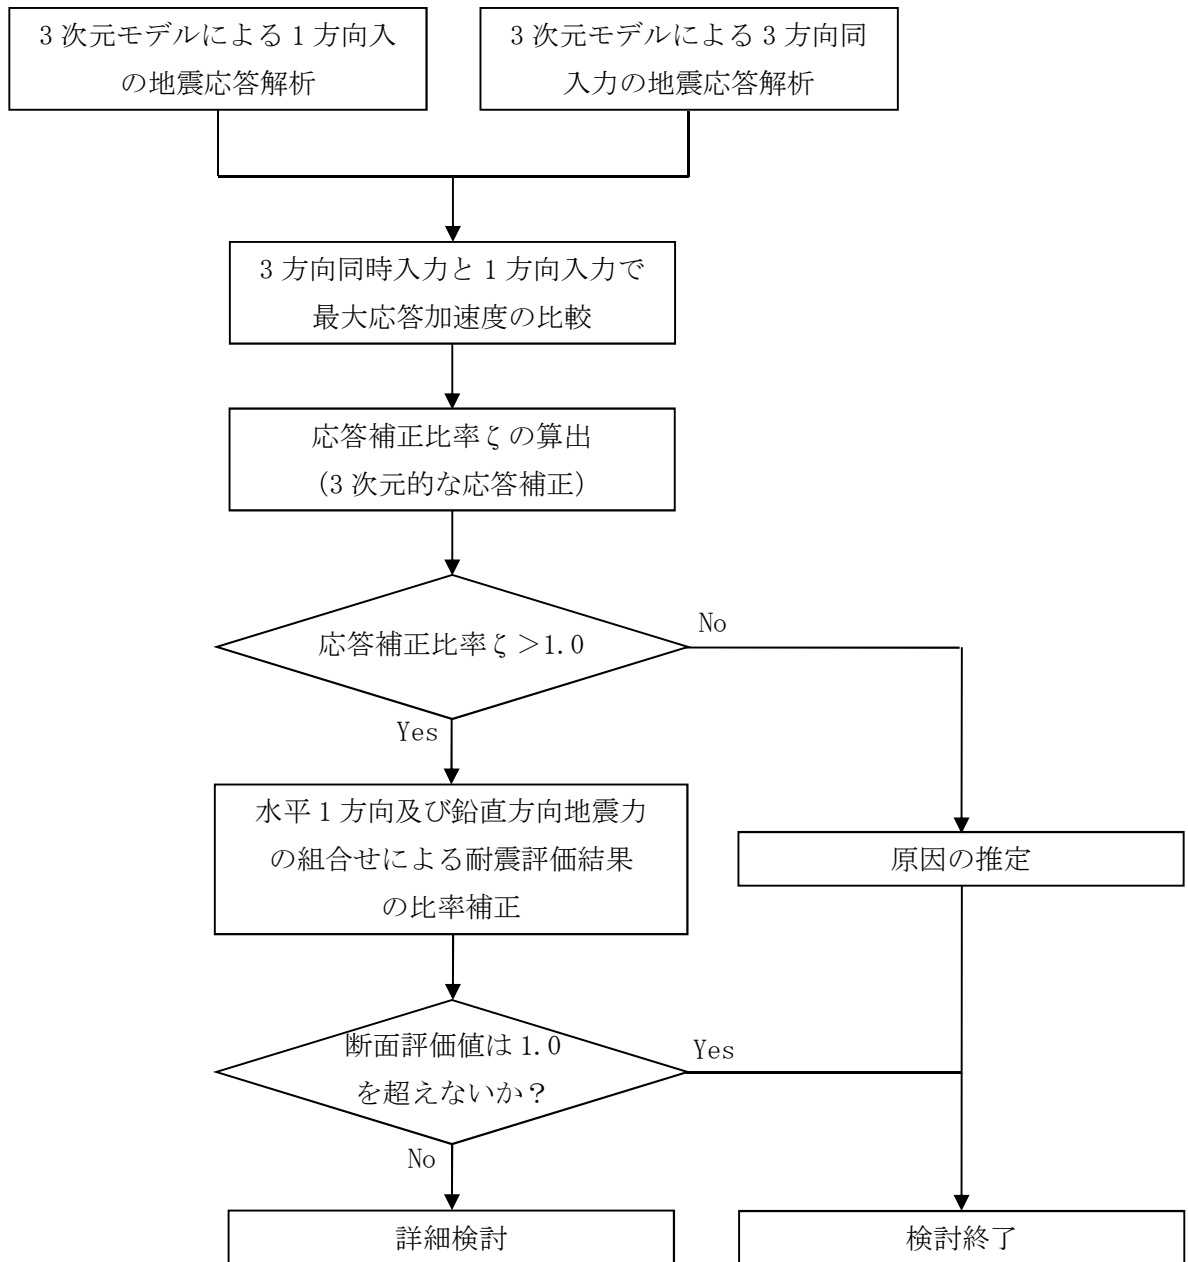 3 次元モデルによる 1 方向入
の地震応答解析
3 次元モデルによる 3 方向同
入力の地震応答解析
3 方向同時入力と 1 方向入力で
最大応答加速度の比較
応答補正比率ζの算出
(3 次元的な応答補正)
応答補正比率ζ＞1.0
No
Yes
水平 1 方向及び鉛直方向地震力
の組合せによる耐震評価結果
の比率補正
原因の推定
断面評価値は 1.0
を超えないか？
Yes
No
詳細検討
検討終了